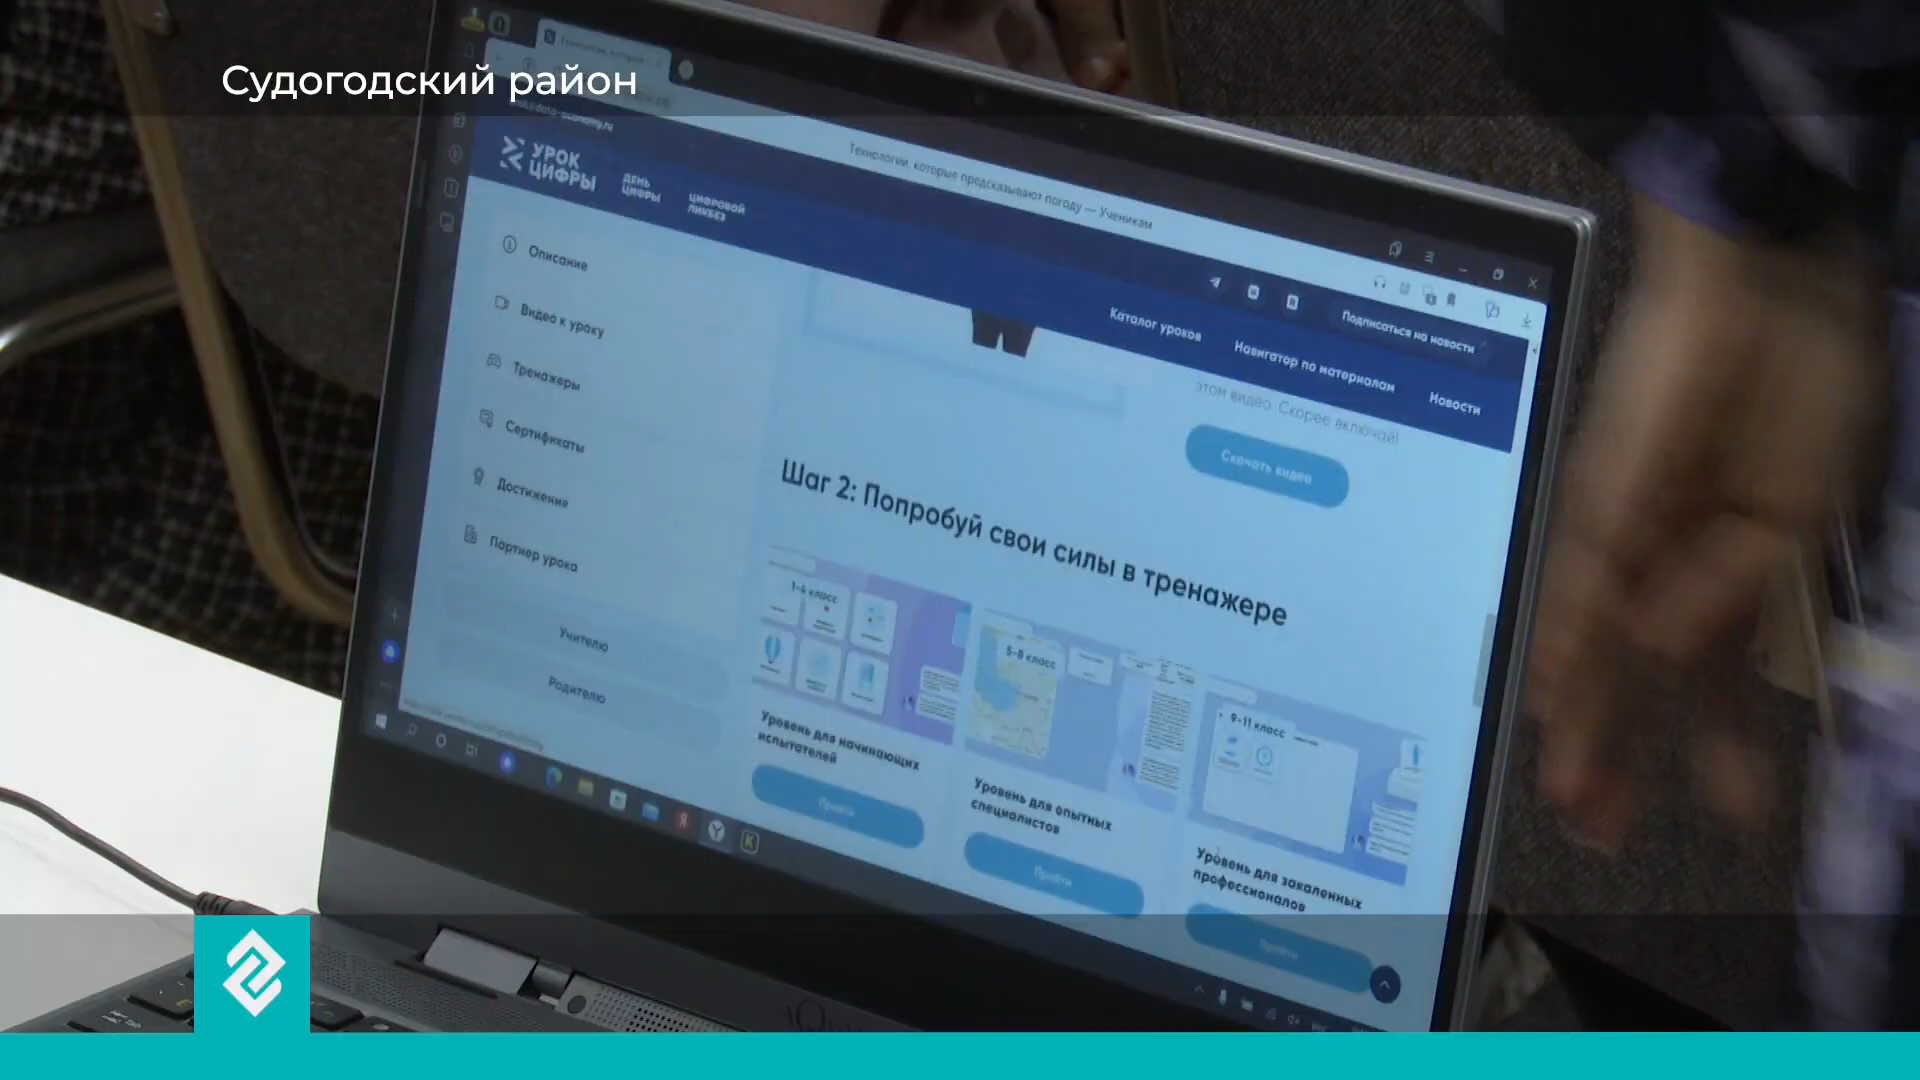 Судогодский район
Технологии, которые предсказывают погоду — Ученикам
УРОК
ЦИФРЫ
ДЕНЬ
ЦИФРЫ
ЦИФРОВОЙ
ЛИКБЕЗ
Подписаться на новости
Каталог уроков
Навигатор по материалам
Новости
Описание
Видео к уроку
Тренажеры
Сертификаты
Достижения
Партнер урока
Учителю
Родителю
этом видео. Скорее включай!
Скачать видео
Шаг 2: Попробуй свои силы в тренажере
1-4 класс
Уровень для начинающих
испытателей
Пройти
5-8 класс
Уровень для опытных
специалистов
Пройти
9-11 класс
Уровень для закаленных
профессионалов
Пройти